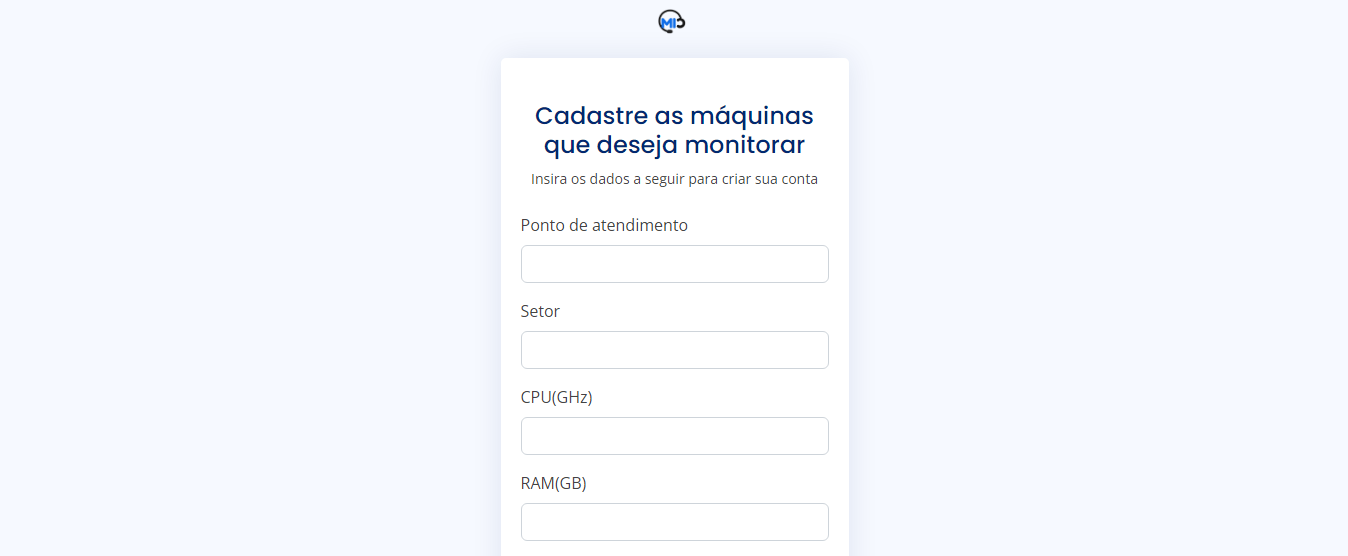 MI
Cadastre as máquinas
que deseja monitorar
Insira os dados a seguir para criar sua conta
Ponto de atendimento
Setor
CPU(GHz)
RAM(GB)